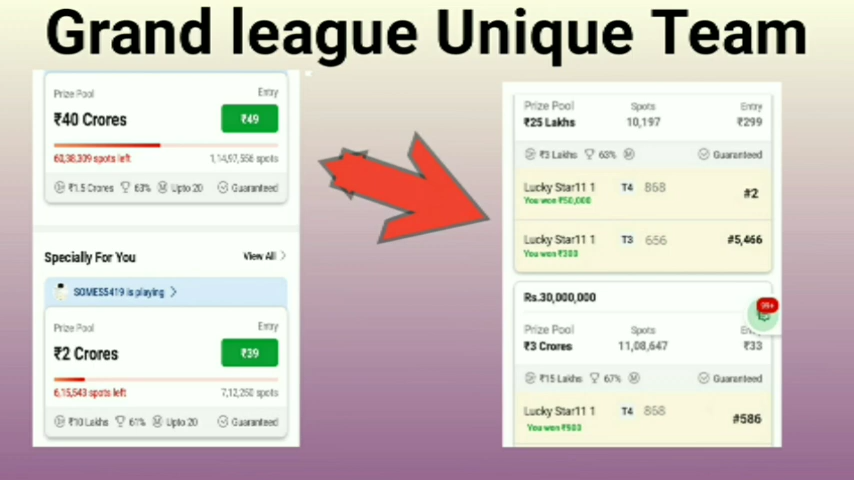 Grand league Unique Team
Prize Pool Entry
₹40 Crores ₹49
60,38,309 spots left 1,14,97,556 spots
₹1.5 Crores 63% Upto 20 Guaranteed
Specially For You View All
SOMES5419 is playing
Prize Pool Entry
₹2 Crores ₹39
6,15,543 spots left 7,12,250 spots
₹10 Lakhs 61% Upto 20 Guaranteed
Prize Pool Spots Entry
₹25 Lakhs 10,197 ₹299
₹3 Lakhs 63% Guaranteed
Lucky Star11 1 T4 868 #2
You won ₹50,000
Lucky Star11 1 T3 656 #5,466
You won ₹300
Rs.30,000,000
99+
Prize Pool Spots
₹3 Crores 11,08,647 ₹33
₹15 Lakhs 67% Guaranteed
Lucky Star11 1 T4 868 #586
You won ₹500